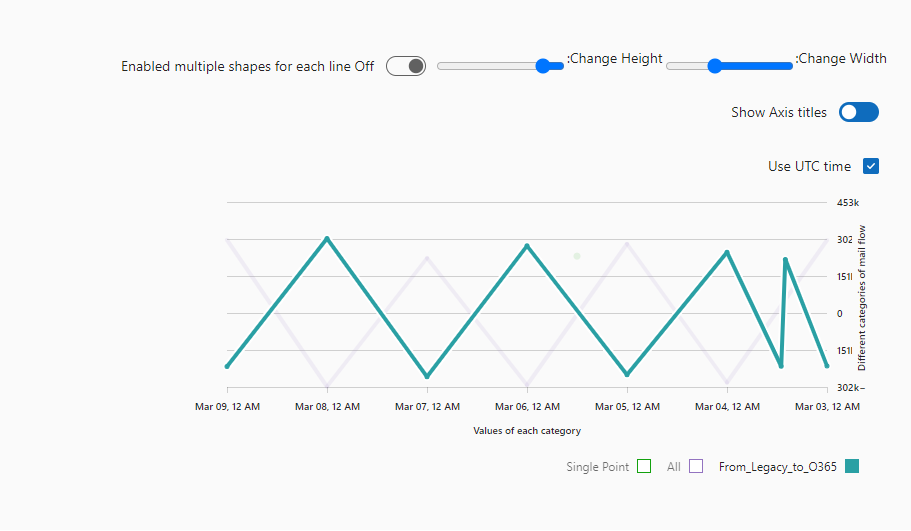 Enabled multiple shapes for each line Off
:Change Height
:Change Width
Show Axis titles
Use UTC time
453k
302
151
0
151
302k–
Different categories of mail flow
Mar 09, 12 AM
Mar 08, 12 AM
Mar 07, 12 AM
Mar 06, 12 AM
Mar 05, 12 AM
Mar 04, 12 AM
Mar 03, 12 AM
Values of each category
Single Point
All
From_Legacy_to_O365